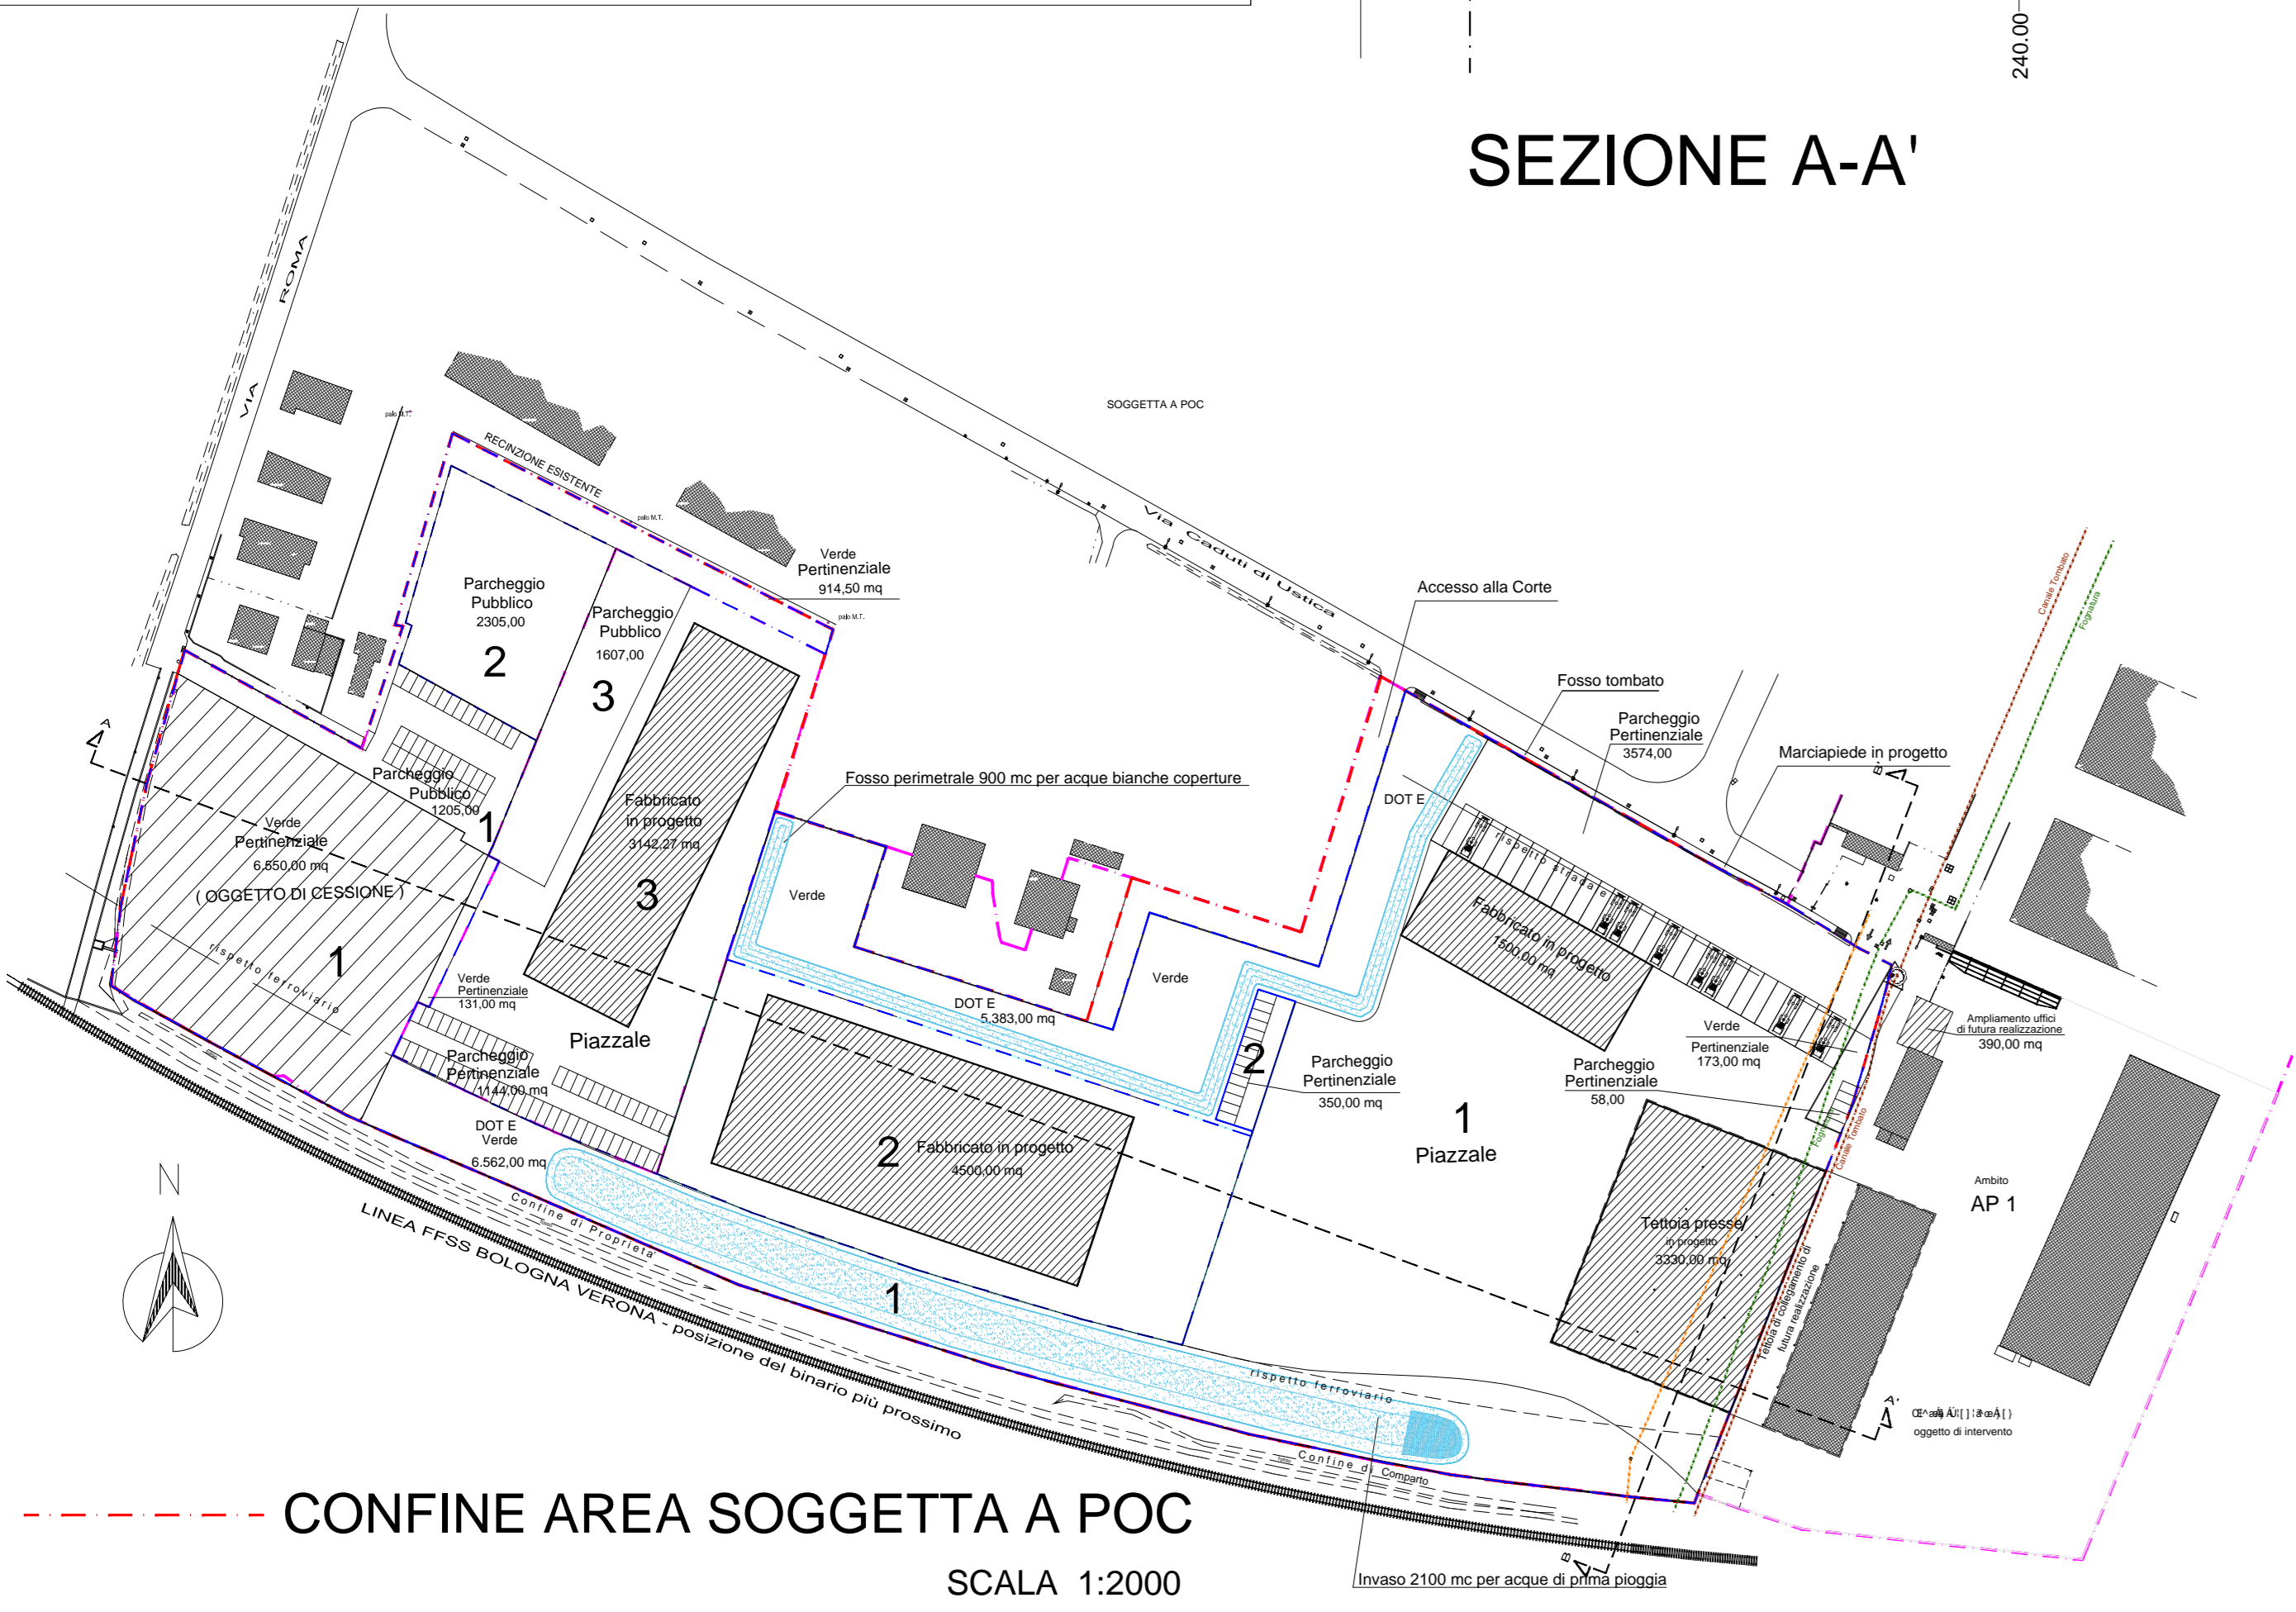 240.00
SEZIONE A-A'
VIA ROMA
SOGGETTA A POC
palo M.T.
RECINZIONE ESISTENTE
palo M.T.
palo M.T.
Via Caduti di Ustica
Canale Tombato
Fognatura
Verde
Pertinenziale
914,50 mq
Parcheggio
Pubblico
2305,00
2
Parcheggio
Pubblico
1607,00
3
Accesso alla Corte
Fosso tombato
Parcheggio
Pertinenziale
3574,00
Marciapiede in progetto
A
B'
Fosso perimetrale 900 mc per acque bianche coperture
DOT E
Parcheggio
Pubblico
1205,00
1
Fabbricato
in progetto
3142,27 mq
3
Verde
Pertinenziale
6.550,00 mq
( OGGETTO DI CESSIONE )
1
rispetto ferroviario
rispetto stradale
Fabbricato in progetto
1500,00 mq
Verde
Verde
Verde
Pertinenziale
131,00 mq
DOT E
5.383,00 mq
Piazzale
Parcheggio
Pertinenziale
1144,00 mq
2
Parcheggio
Pertinenziale
350,00 mq
1
Piazzale
Verde
Pertinenziale
173,00 mq
Parcheggio
Pertinenziale
58,00
Ampliamento uffici
di futura realizzazione
390,00 mq
Fognatura
Canale Tombato
DOT E
Verde
6.562,00 mq
2
Fabbricato in progetto
4500,00 mq
Ambito
AP 1
Tettoia presse
in progetto
3330,00 mq
Tettoia di collegamento di
futura realizzazione
N
Confine di Proprieta'
LINEA FFSS BOLOGNA VERONA - posizione del binario più prossimo
1
rispetto ferroviario
Confine di Comparto
A'
oggetto di intervento
B
CONFINE AREA SOGGETTA A POC
SCALA 1:2000
Invaso 2100 mc per acque di prima pioggia